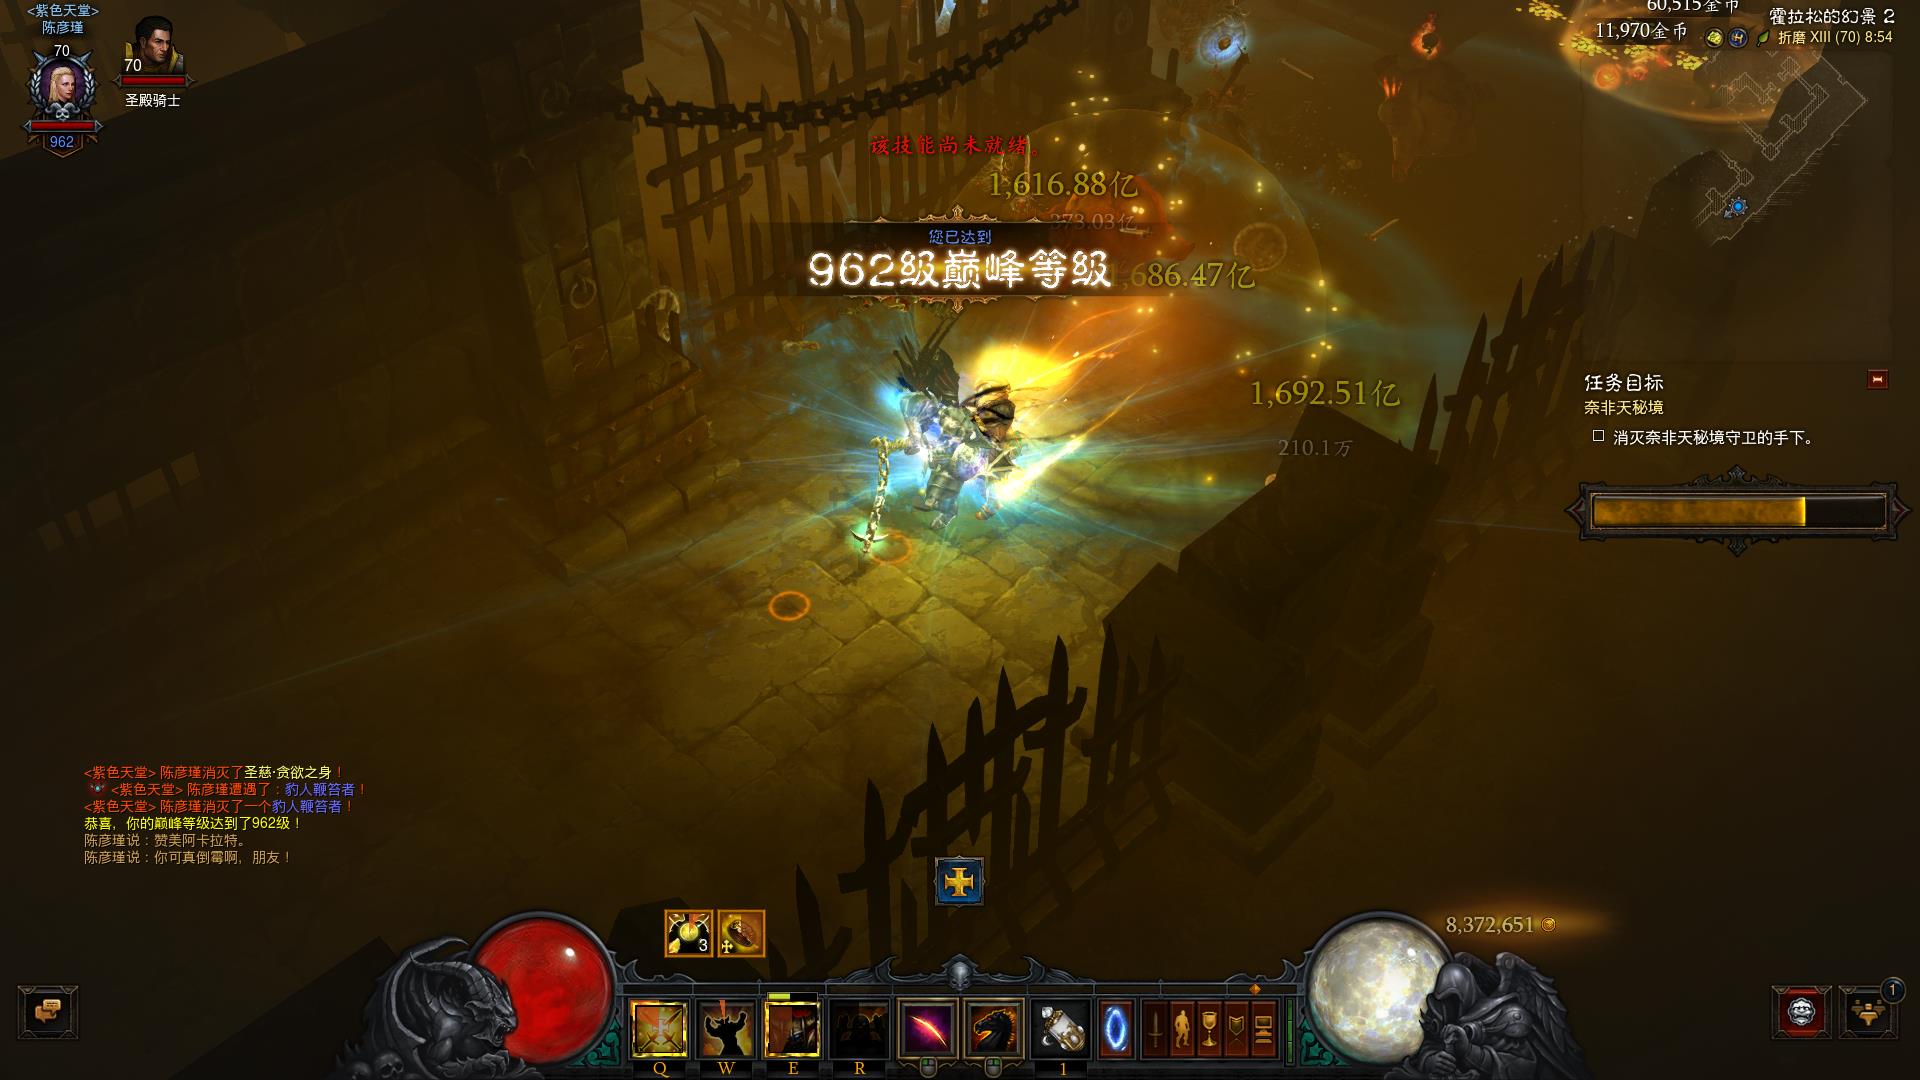 <紫色天堂>
陈彦瑾
70
962
70
圣殿骑士
60,515金币
11,970金币
霍拉松的幻景 2
折磨 XIII (70) 8:54
该技能尚未就绪。
1,616.88亿
373.03亿
您已达到
962级巅峰等级
1,686.47亿
1,692.51亿
210.1万
任务目标
奈非天秘境
消灭奈非天秘境守卫的手下。
<紫色天堂> 陈彦瑾消灭了圣慈·贪欲之身！
<紫色天堂> 陈彦瑾遭遇了：豹人鞭笞者！
<紫色天堂> 陈彦瑾消灭了一个豹人鞭笞者！
恭喜，你的巅峰等级达到了962级！
陈彦瑾说：赞美阿卡拉特。
陈彦瑾说：你可真倒霉啊，朋友！
3
8,372,651
Q W E R 1
1